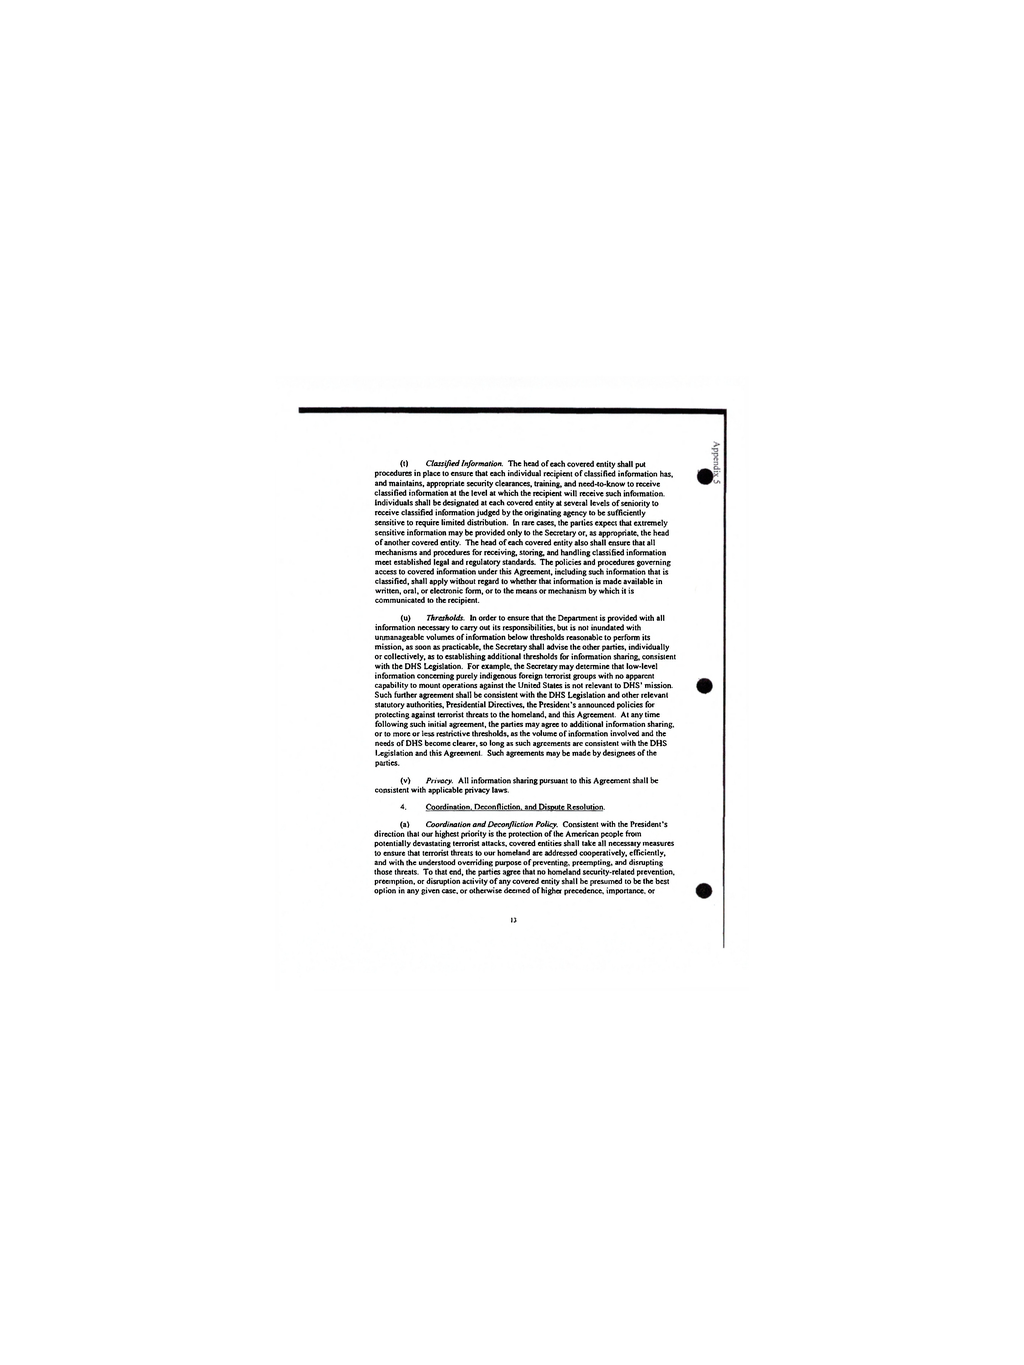 Appendix 5
(t) Classified Information. The head of each covered entity shall put
procedures in place to ensure that each individual recipient of classified information has,
and maintains, appropriate security clearances, training, and need-to-know to receive
classified information at the level at which the recipient will receive such information.
Individuals shall be designated at each covered entity at several levels of seniority to
receive classified information judged by the originating agency to be sufficiently
sensitive to require limited distribution. In rare cases, the parties expect that extremely
sensitive information may be provided only to the Secretary or, as appropriate, the head
of another covered entity. The head of each covered entity also shall ensure that all
mechanisms and procedures for receiving, storing, and handling classified information
meet established legal and regulatory standards. The policies and procedures governing
access to covered information under this Agreement, including such information that is
classified, shall apply without regard to whether that information is made available in
written, oral, or electronic form, or to the means or mechanism by which it is
communicated to the recipient.
(u) Thresholds. In order to ensure that the Department is provided with all
information necessary to carry out its responsibilities, but is not inundated with
unmanageable volumes of information below thresholds reasonable to perform its
mission, as soon as practicable, the Secretary shall advise the other parties, individually
or collectively, as to establishing additional thresholds for information sharing, consistent
with the DHS Legislation. For example, the Secretary may determine that low-level
information concerning purely indigenous foreign terrorist groups with no apparent
capability to mount operations against the United States is not relevant to DHS' mission.
Such further agreement shall be consistent with the DHS Legislation and other relevant
statutory authorities, Presidential Directives, the President's announced policies for
protecting against terrorist threats to the homeland, and this Agreement. At any time
following such initial agreement, the parties may agree to additional information sharing,
or to more or less restrictive thresholds, as the volume of information involved and the
needs of DHS become clearer, so long as such agreements are consistent with the DHS
Legislation and this Agreement. Such agreements may be made by designees of the
parties.
(v) Privacy. All information sharing pursuant to this Agreement shall be
consistent with applicable privacy laws.
4. Coordination, Deconfliction, and Dispute Resolution.
(a) Coordination and Deconfliction Policy. Consistent with the President's
direction that our highest priority is the protection of the American people from
potentially devastating terrorist attacks, covered entities shall take all necessary measures
to ensure that terrorist threats to our homeland are addressed cooperatively, efficiently,
and with the understood overriding purpose of preventing, preempting, and disrupting
those threats. To that end, the parties agree that no homeland security-related prevention,
preemption, or disruption activity of any covered entity shall be presumed to be the best
option in any given case, or otherwise deemed of higher precedence, importance, or
13